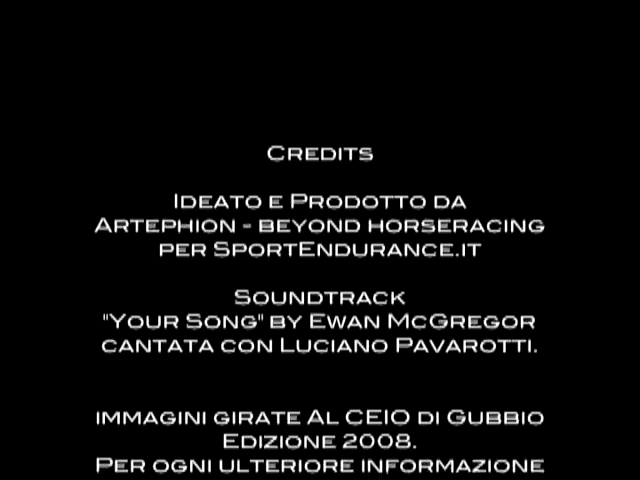 Credits
Ideato e Prodotto da
Artephion - beyond horseracing
per SportEndurance.it
Soundtrack
"Your Song" by Ewan McGregor
cantata con Luciano Pavarotti.
immagini girate Al CEIO di Gubbio
Edizione 2008.
Per ogni ulteriore informazione